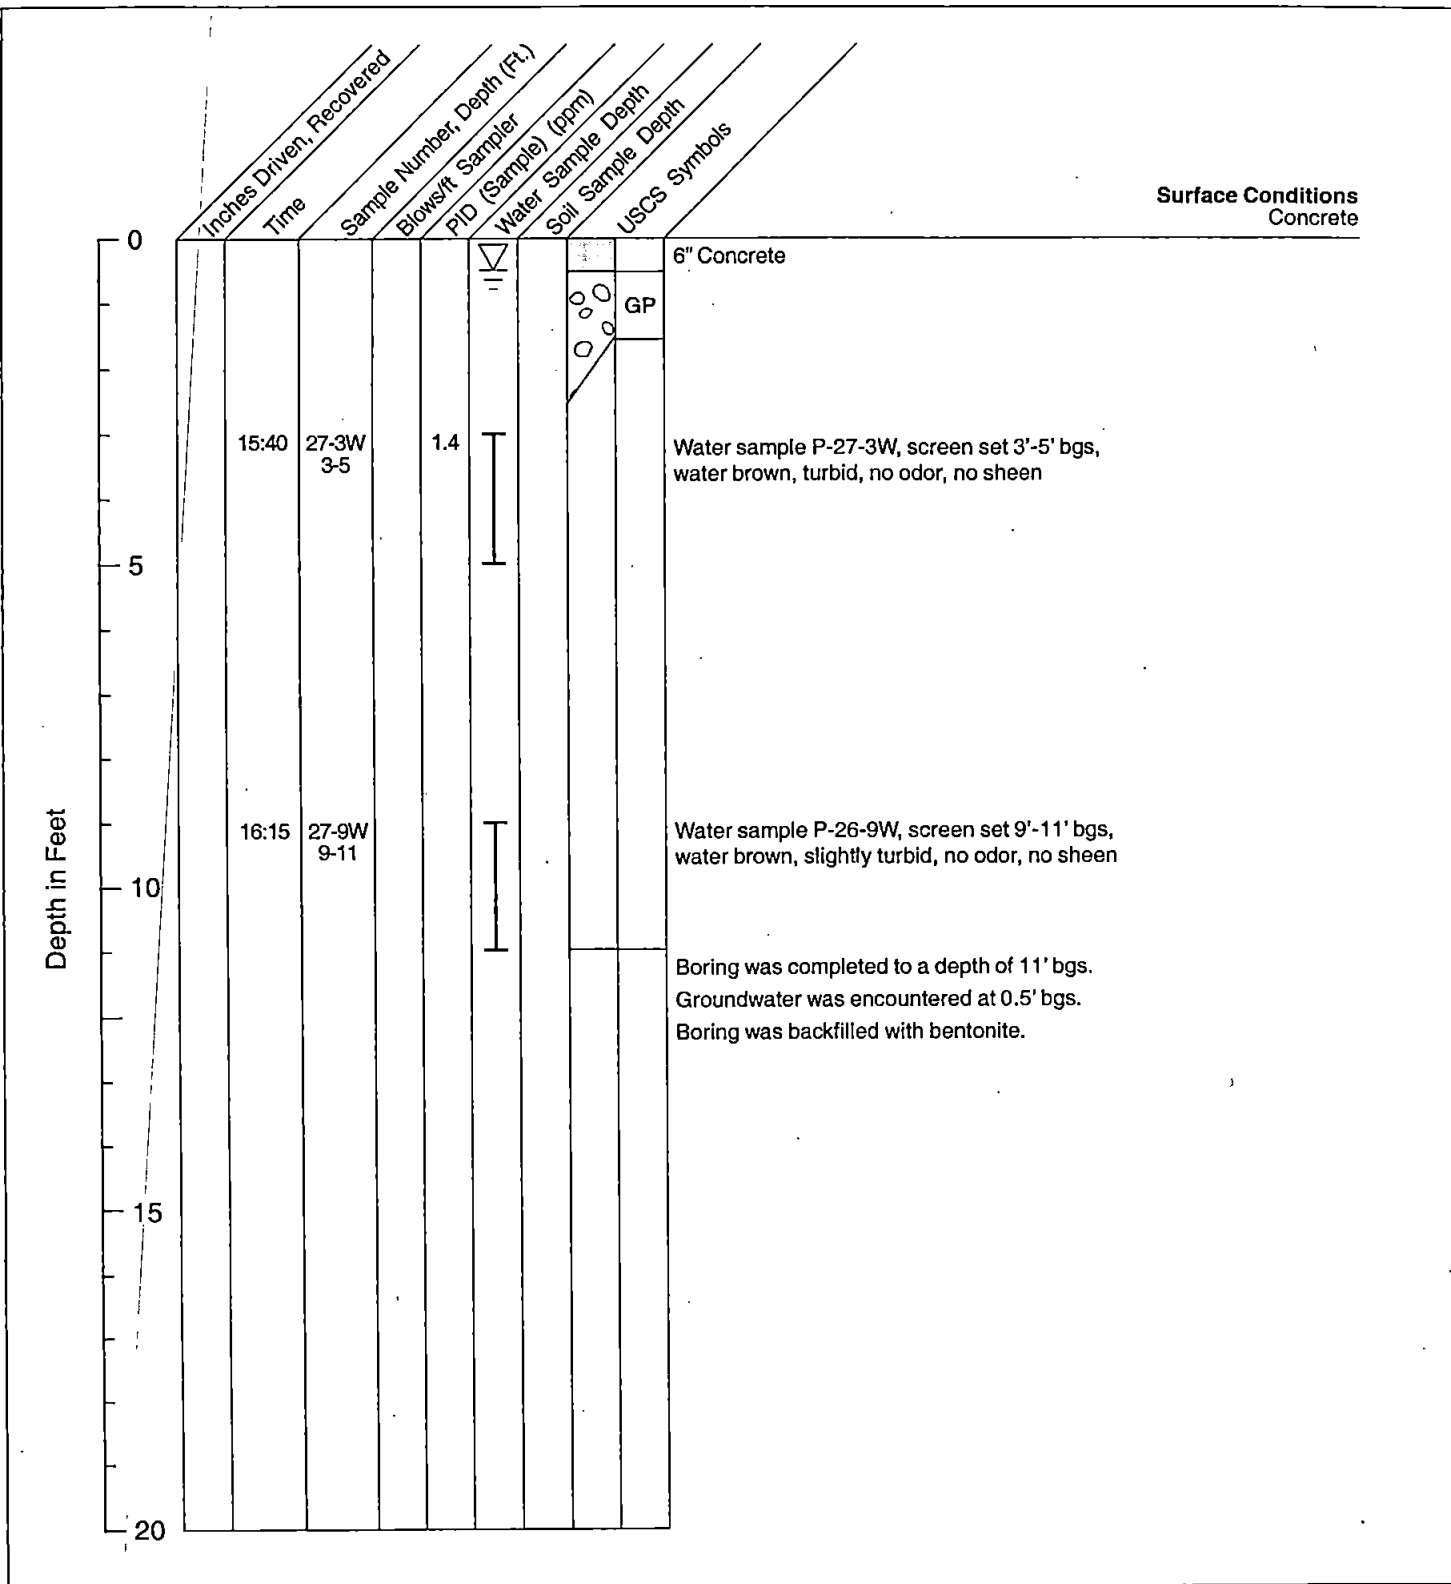 Inches Driven, Recovered
Time
Sample Number, Depth (Ft.)
Blows/ft Sampler
PID (Sample) (ppm)
Water Sample Depth
Soil Sample Depth
USCS Symbols
Surface Conditions
Concrete
0
6" Concrete
GP
15:40 27-3W 1.4
3-5
Water sample P-27-3W, screen set 3'-5' bgs,
water brown, turbid, no odor, no sheen
5
16:15 27-9W
9-11
Water sample P-26-9W, screen set 9'-11' bgs,
water brown, slightly turbid, no odor, no sheen
Depth in Feet
10
Boring was completed to a depth of 11' bgs.
Groundwater was encountered at 0.5' bgs.
Boring was backfilled with bentonite.
15
20